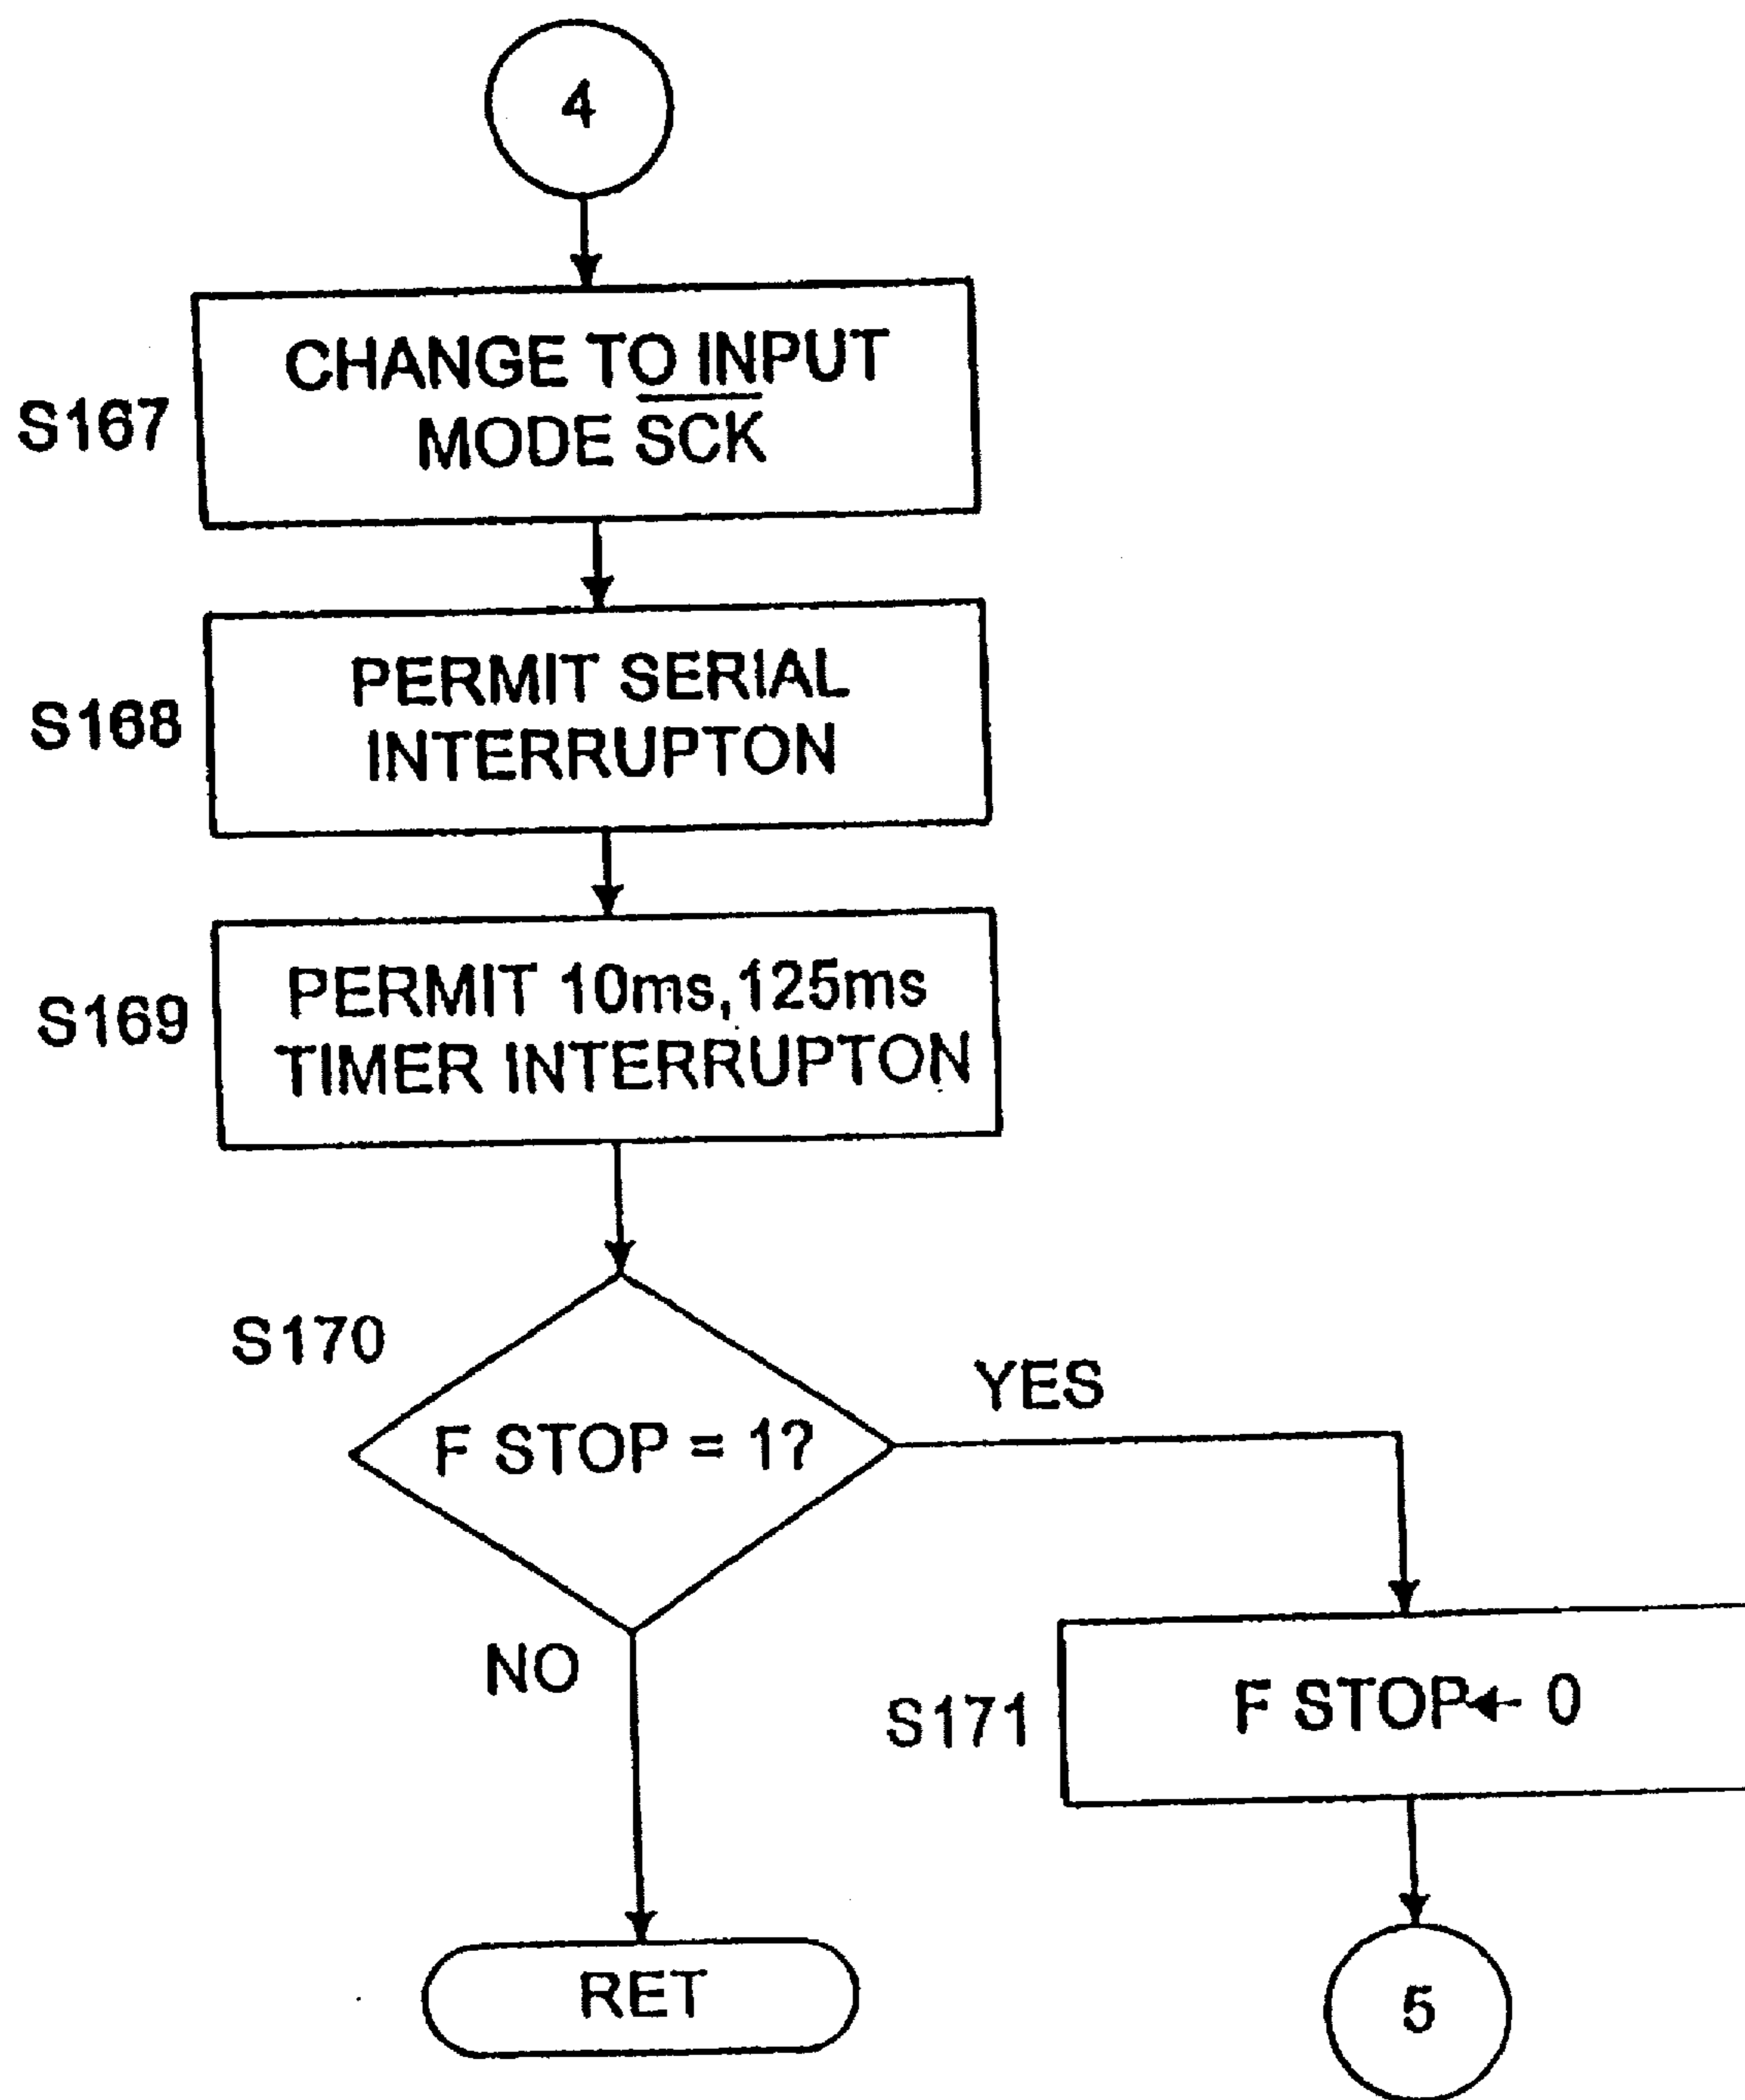 4
S167
CHANGE TO INPUT
MODE S̅C̅K̅
S168
PERMIT SERIAL
INTERRUPTON
S169
PERMIT 10ms,125ms
TIMER INTERRUPTON
S170
F STOP = 1?
YES
NO
S171
F STOP← 0
RET
5